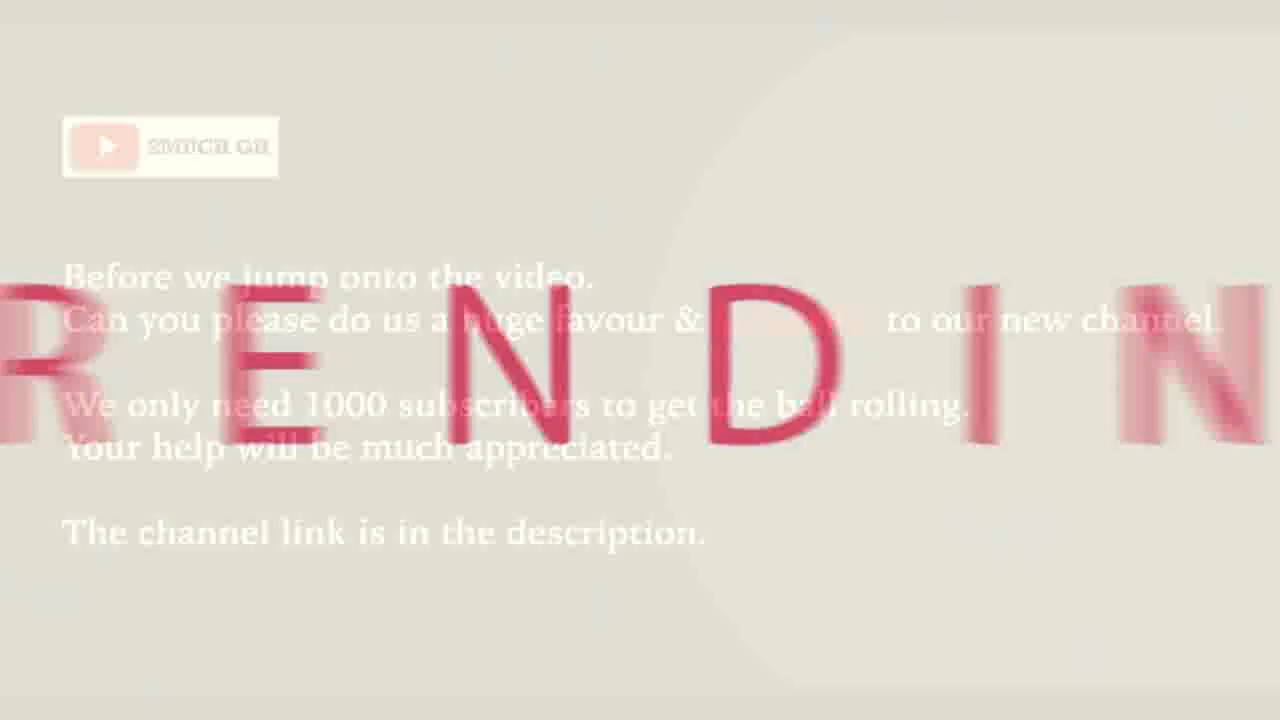 Before we jump onto the video.
Can you please do us a huge favour & to our new channel.
RENDIN
We only need 1000 subscribers to get the ball rolling.
Your help will be much appreciated.
The channel link is in the description.